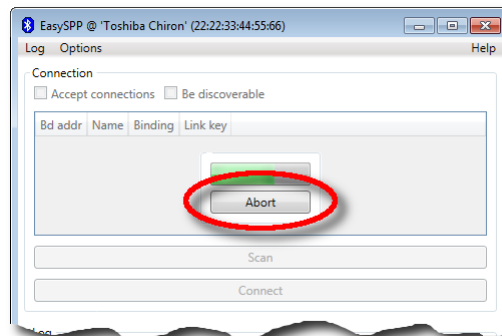 EasySPP @ 'Toshiba Chiron' (22:22:33:44:55:66)
Log Options Help
Connection
Accept connections Be discoverable
Bd addr Name Binding Link key
Abort
Scan
Connect
Log